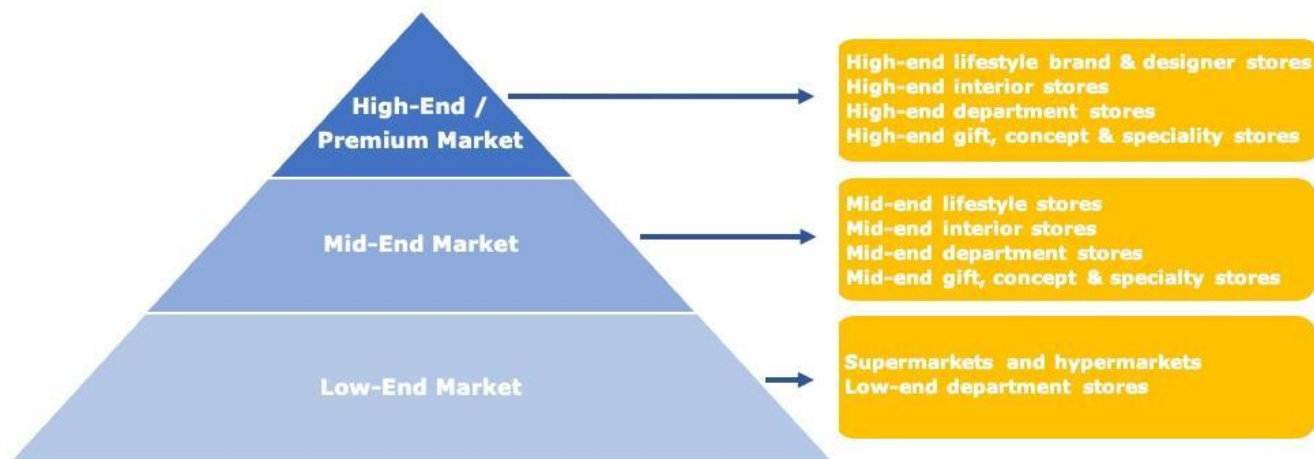 High-End /
Premium Market
High-end lifestyle brand & designer stores
High-end interior stores
High-end department stores
High-end gift, concept & speciality stores
Mid-End Market
Mid-end lifestyle stores
Mid-end interior stores
Mid-end department stores
Mid-end gift, concept & specialty stores
Low-End Market
Supermarkets and hypermarkets
Low-end department stores